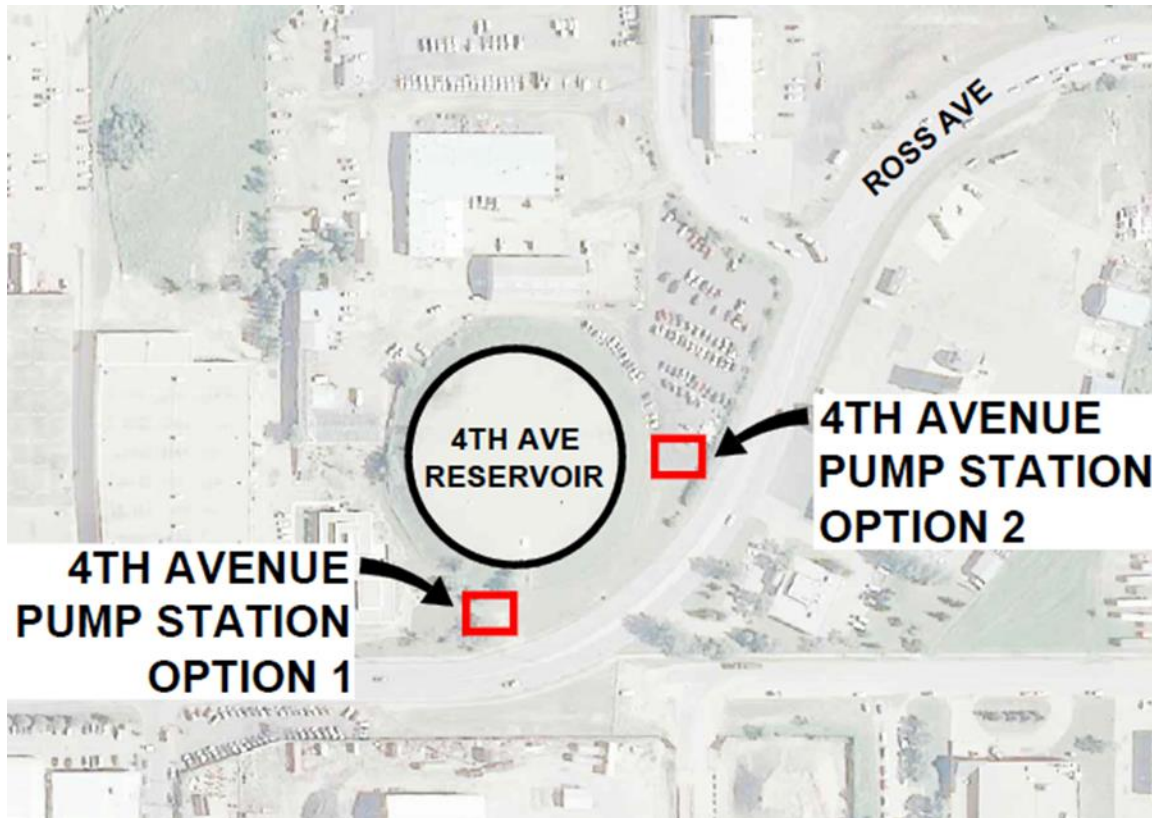 ROSS AVE
4TH AVE
RESERVOIR
4TH AVENUE
PUMP STATION
OPTION 2
4TH AVENUE
PUMP STATION
OPTION 1